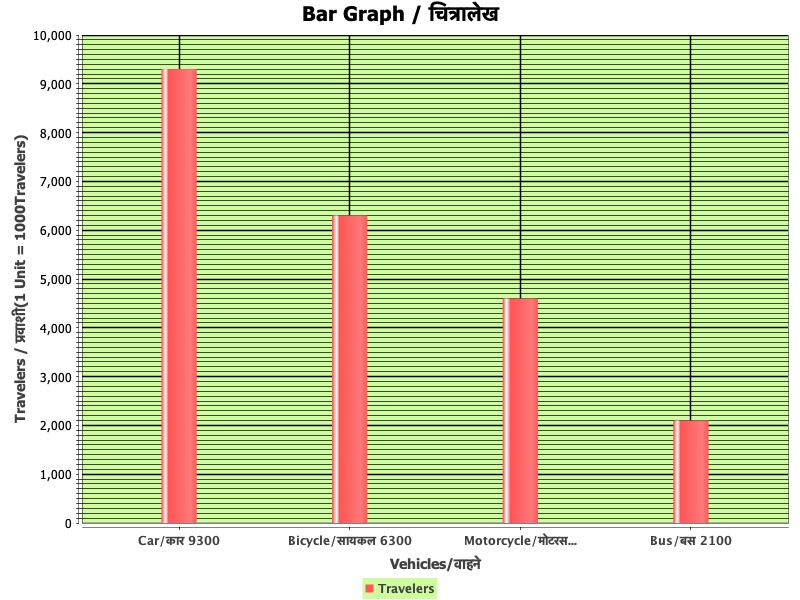 Bar Graph / चित्रालेख
10,000
9,000
8,000
7,000
6,000
5,000
4,000
3,000
2,000
1,000
0
Travelers / प्रवाशी(1 Unit = 1000Travelers)
Car/कार 9300
Bicycle/सायकल 6300
Motorcycle/मोटरस...
Bus/बस 2100
Vehicles/वाहने
Travelers